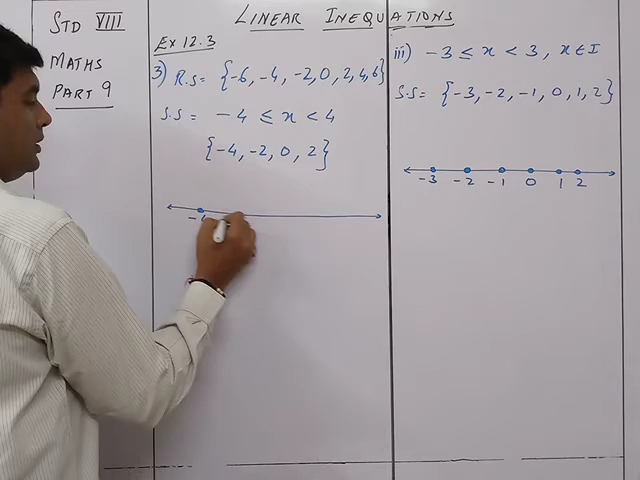 LINEAR INEQUATIONS
STD VIII
MATHS
PART 9
Ex 12.3
3) R.S = {-6, -4, -2, 0, 2, 4, 6}
S.S = -4 ≤ x < 4
{-4, -2, 0, 2}
iii) -3 ≤ x < 3, x ∈ I
S.S = {-3, -2, -1, 0, 1, 2}
-3 -2 -1 0 1 2